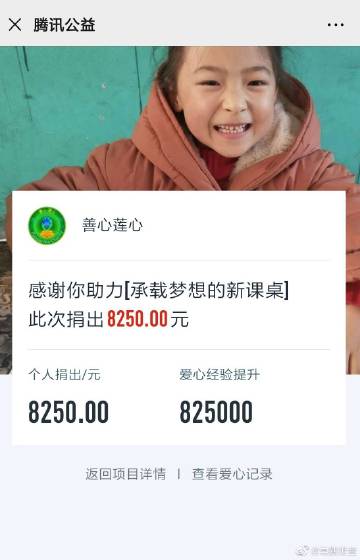 腾讯公益
善心莲心
感谢你助力[承载梦想的新课桌]
此次捐出8250.00元
个人捐出/元 爱心经验提升
8250.00 825000
返回项目详情 | 查看爱心记录